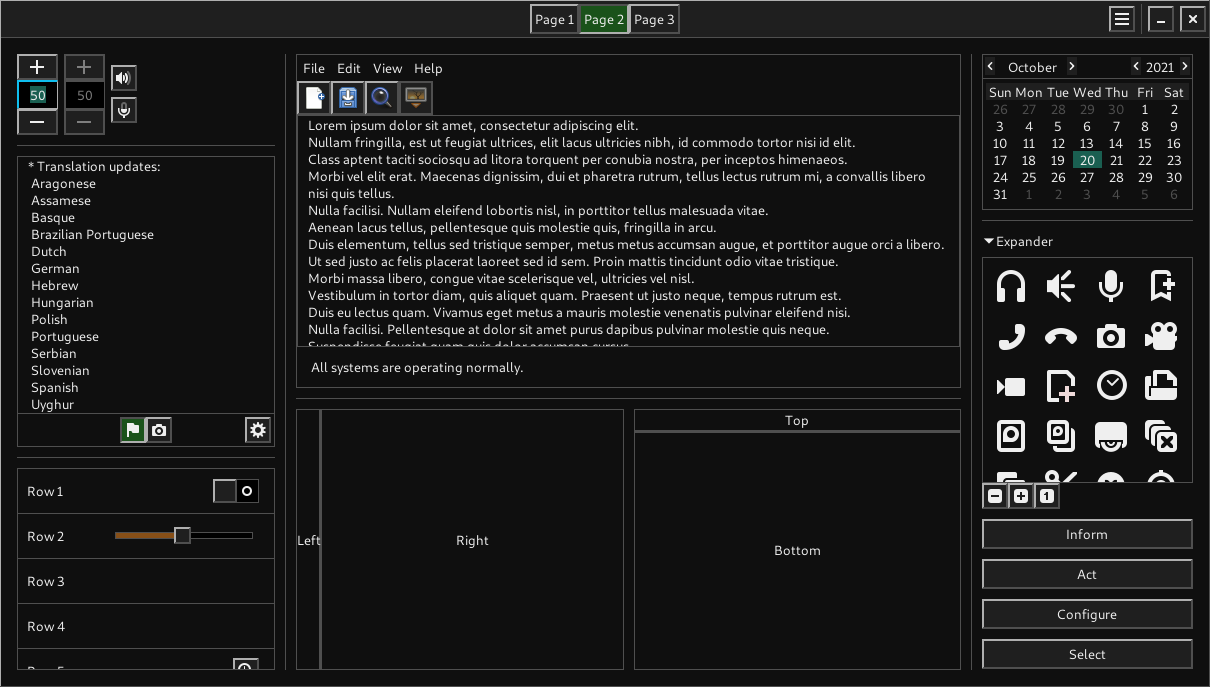 Page 1 Page 2 Page 3
50 50
* Translation updates:
Aragonese
Assamese
Basque
Brazilian Portuguese
Dutch
German
Hebrew
Hungarian
Polish
Portuguese
Serbian
Slovenian
Spanish
Uyghur
Row 1
Row 2
Row 3
Row 4
File Edit View Help
Lorem ipsum dolor sit amet, consectetur adipiscing elit.
Nullam fringilla, est ut feugiat ultrices, elit lacus ultricies nibh, id commodo tortor nisi id elit.
Class aptent taciti sociosqu ad litora torquent per conubia nostra, per inceptos himenaeos.
Morbi vel elit erat. Maecenas dignissim, dui et pharetra rutrum, tellus lectus rutrum mi, a convallis libero
nisi quis tellus.
Nulla facilisi. Nullam eleifend lobortis nisl, in porttitor tellus malesuada vitae.
Aenean lacus tellus, pellentesque quis molestie quis, fringilla in arcu.
Duis elementum, tellus sed tristique semper, metus metus accumsan augue, et porttitor augue orci a libero.
Ut sed justo ac felis placerat laoreet sed id sem. Proin mattis tincidunt odio vitae tristique.
Morbi massa libero, congue vitae scelerisque vel, ultricies vel nisl.
Vestibulum in tortor diam, quis aliquet quam. Praesent ut justo neque, tempus rutrum est.
Duis eu lectus quam. Vivamus eget metus a mauris molestie venenatis pulvinar eleifend nisi.
Nulla facilisi. Pellentesque at dolor sit amet purus dapibus pulvinar molestie quis neque.
All systems are operating normally.
Left
Right
Top
Bottom
October 2021
Sun Mon Tue Wed Thu Fri Sat
26 27 28 29 30 1 2
3 4 5 6 7 8 9
10 11 12 13 14 15 16
17 18 19 20 21 22 23
24 25 26 27 28 29 30
31 1 2 3 4 5 6
Expander
1
Inform
Act
Configure
Select